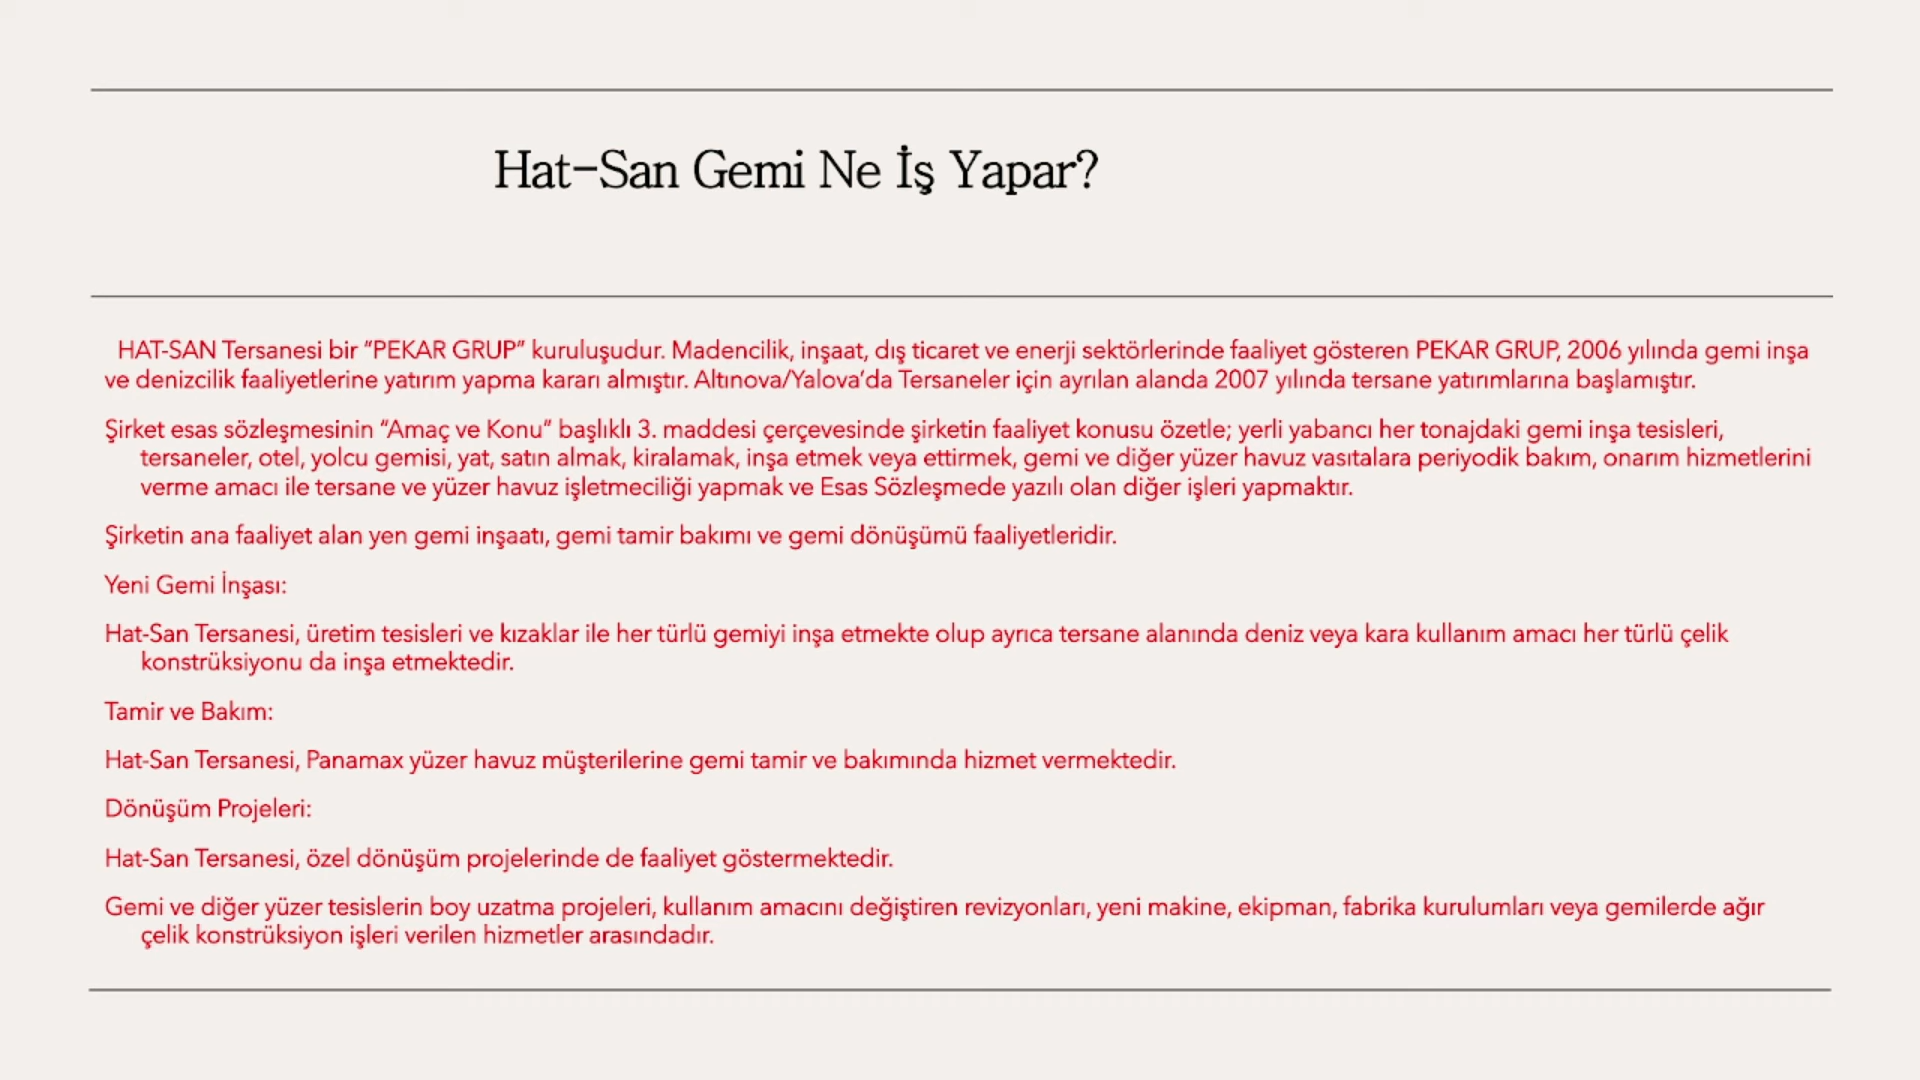 Hat-San Gemi Ne İş Yapar?
HAT-SAN Tersanesi bir “PEKAR GRUP” kuruluşudur. Madencilik, inşaat, dış ticaret ve enerji sektörlerinde faaliyet gösteren PEKAR GRUP, 2006 yılında gemi inşa
ve denizcilik faaliyetlerine yatırım yapma kararı almıştır. Altınova/Yalova’da Tersaneler için ayrılan alanda 2007 yılında tersane yatırımlarına başlamıştır.
Şirket esas sözleşmesinin “Amaç ve Konu” başlıklı 3. maddesi çerçevesinde şirketin faaliyet konusu özetle; yerli yabancı her tonajdaki gemi inşa tesisleri,
tersaneler, otel, yolcu gemisi, yat, satın almak, kiralamak, inşa etmek veya ettirmek, gemi ve diğer yüzer havuz vasıtalara periyodik bakım, onarım hizmetlerini
verme amacı ile tersane ve yüzer havuz işletmeciliği yapmak ve Esas Sözleşmede yazılı olan diğer işleri yapmaktır.
Şirketin ana faaliyet alan yen gemi inşaatı, gemi tamir bakımı ve gemi dönüşümü faaliyetleridir.
Yeni Gemi İnşası:
Hat-San Tersanesi, üretim tesisleri ve kızaklar ile her türlü gemiyi inşa etmekte olup ayrıca tersane alanında deniz veya kara kullanım amacı her türlü çelik
konstrüksiyonu da inşa etmektedir.
Tamir ve Bakım:
Hat-San Tersanesi, Panamax yüzer havuz müşterilerine gemi tamir ve bakımında hizmet vermektedir.
Dönüşüm Projeleri:
Hat-San Tersanesi, özel dönüşüm projelerinde de faaliyet göstermektedir.
Gemi ve diğer yüzer tesislerin boy uzatma projeleri, kullanım amacını değiştiren revizyonları, yeni makine, ekipman, fabrika kurulumları veya gemilerde ağır
çelik konstrüksiyon işleri verilen hizmetler arasındadır.